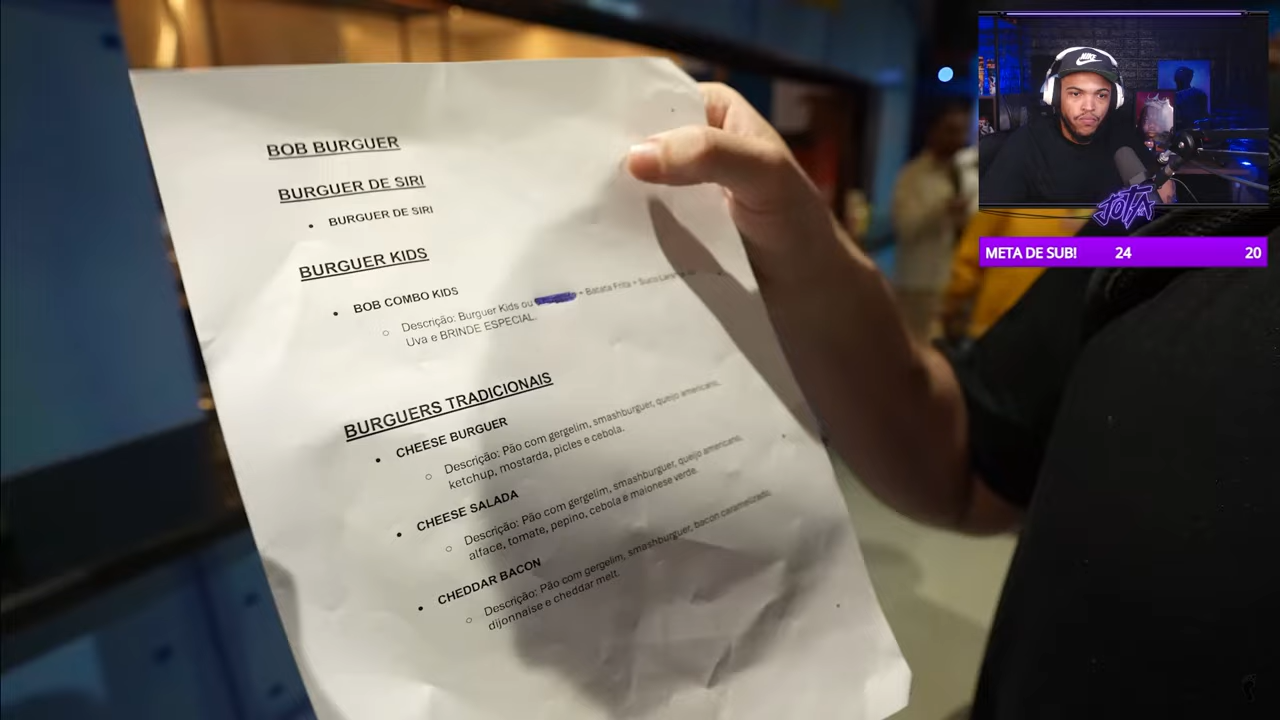 BOB BURGUER
BURGUER DE SIRI
• BURGUER DE SIRI
BURGUER KIDS
• BOB COMBO KIDS
○ Descrição: Burguer Kids ou + Batata Frita + Suco
Uva e BRINDE ESPECIAL.
BURGUERS TRADICIONAIS
• CHEESE BURGUER
○ Descrição: Pão com gergelim, smashburguer, queijo americano,
ketchup, mostarda, picles e cebola.
• CHEESE SALADA
○ Descrição: Pão com gergelim, smashburguer, queijo americano,
alface, tomate, pepino, cebola e maionese verde.
• CHEDDAR BACON
○ Descrição: Pão com gergelim, smashburguer, bacon caramelizado,
dijonnaise e cheddar melt.
JOTA
META DE SUB! 24 20